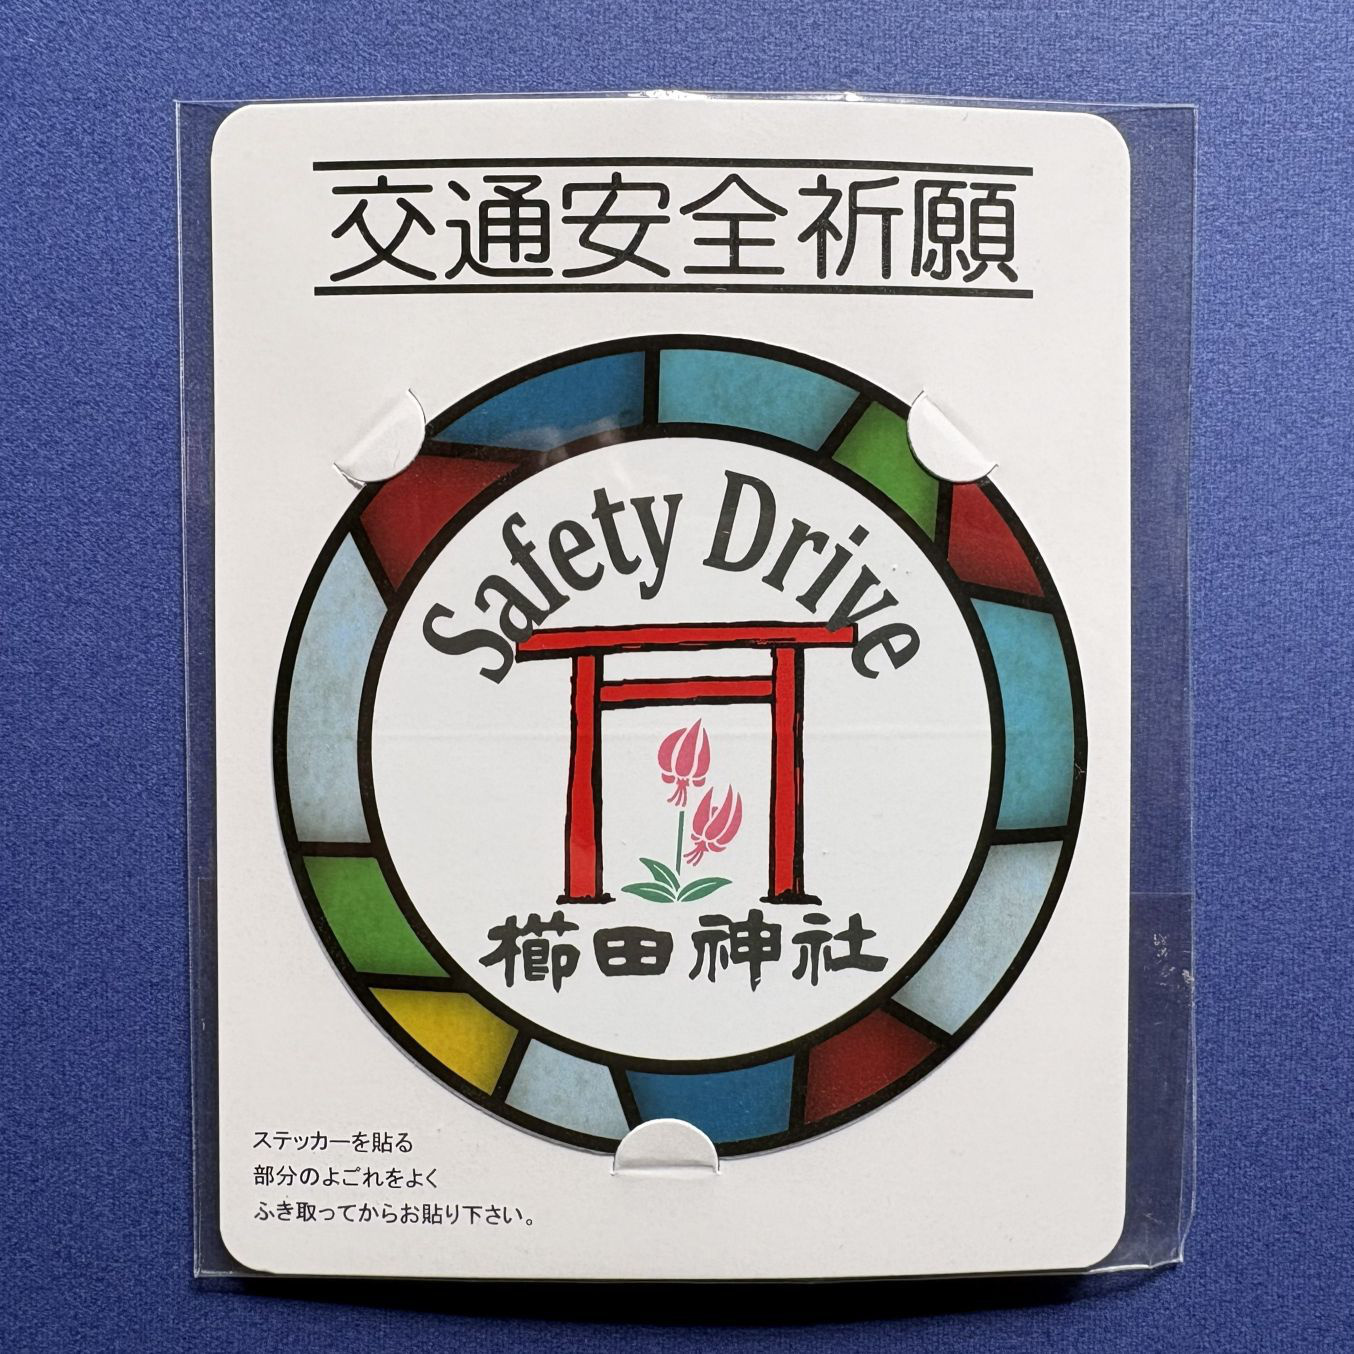 交通安全祈願
Safety Drive
櫛田神社
ステッカーを貼る
部分のよごれをよく
ふき取ってからお貼り下さい。